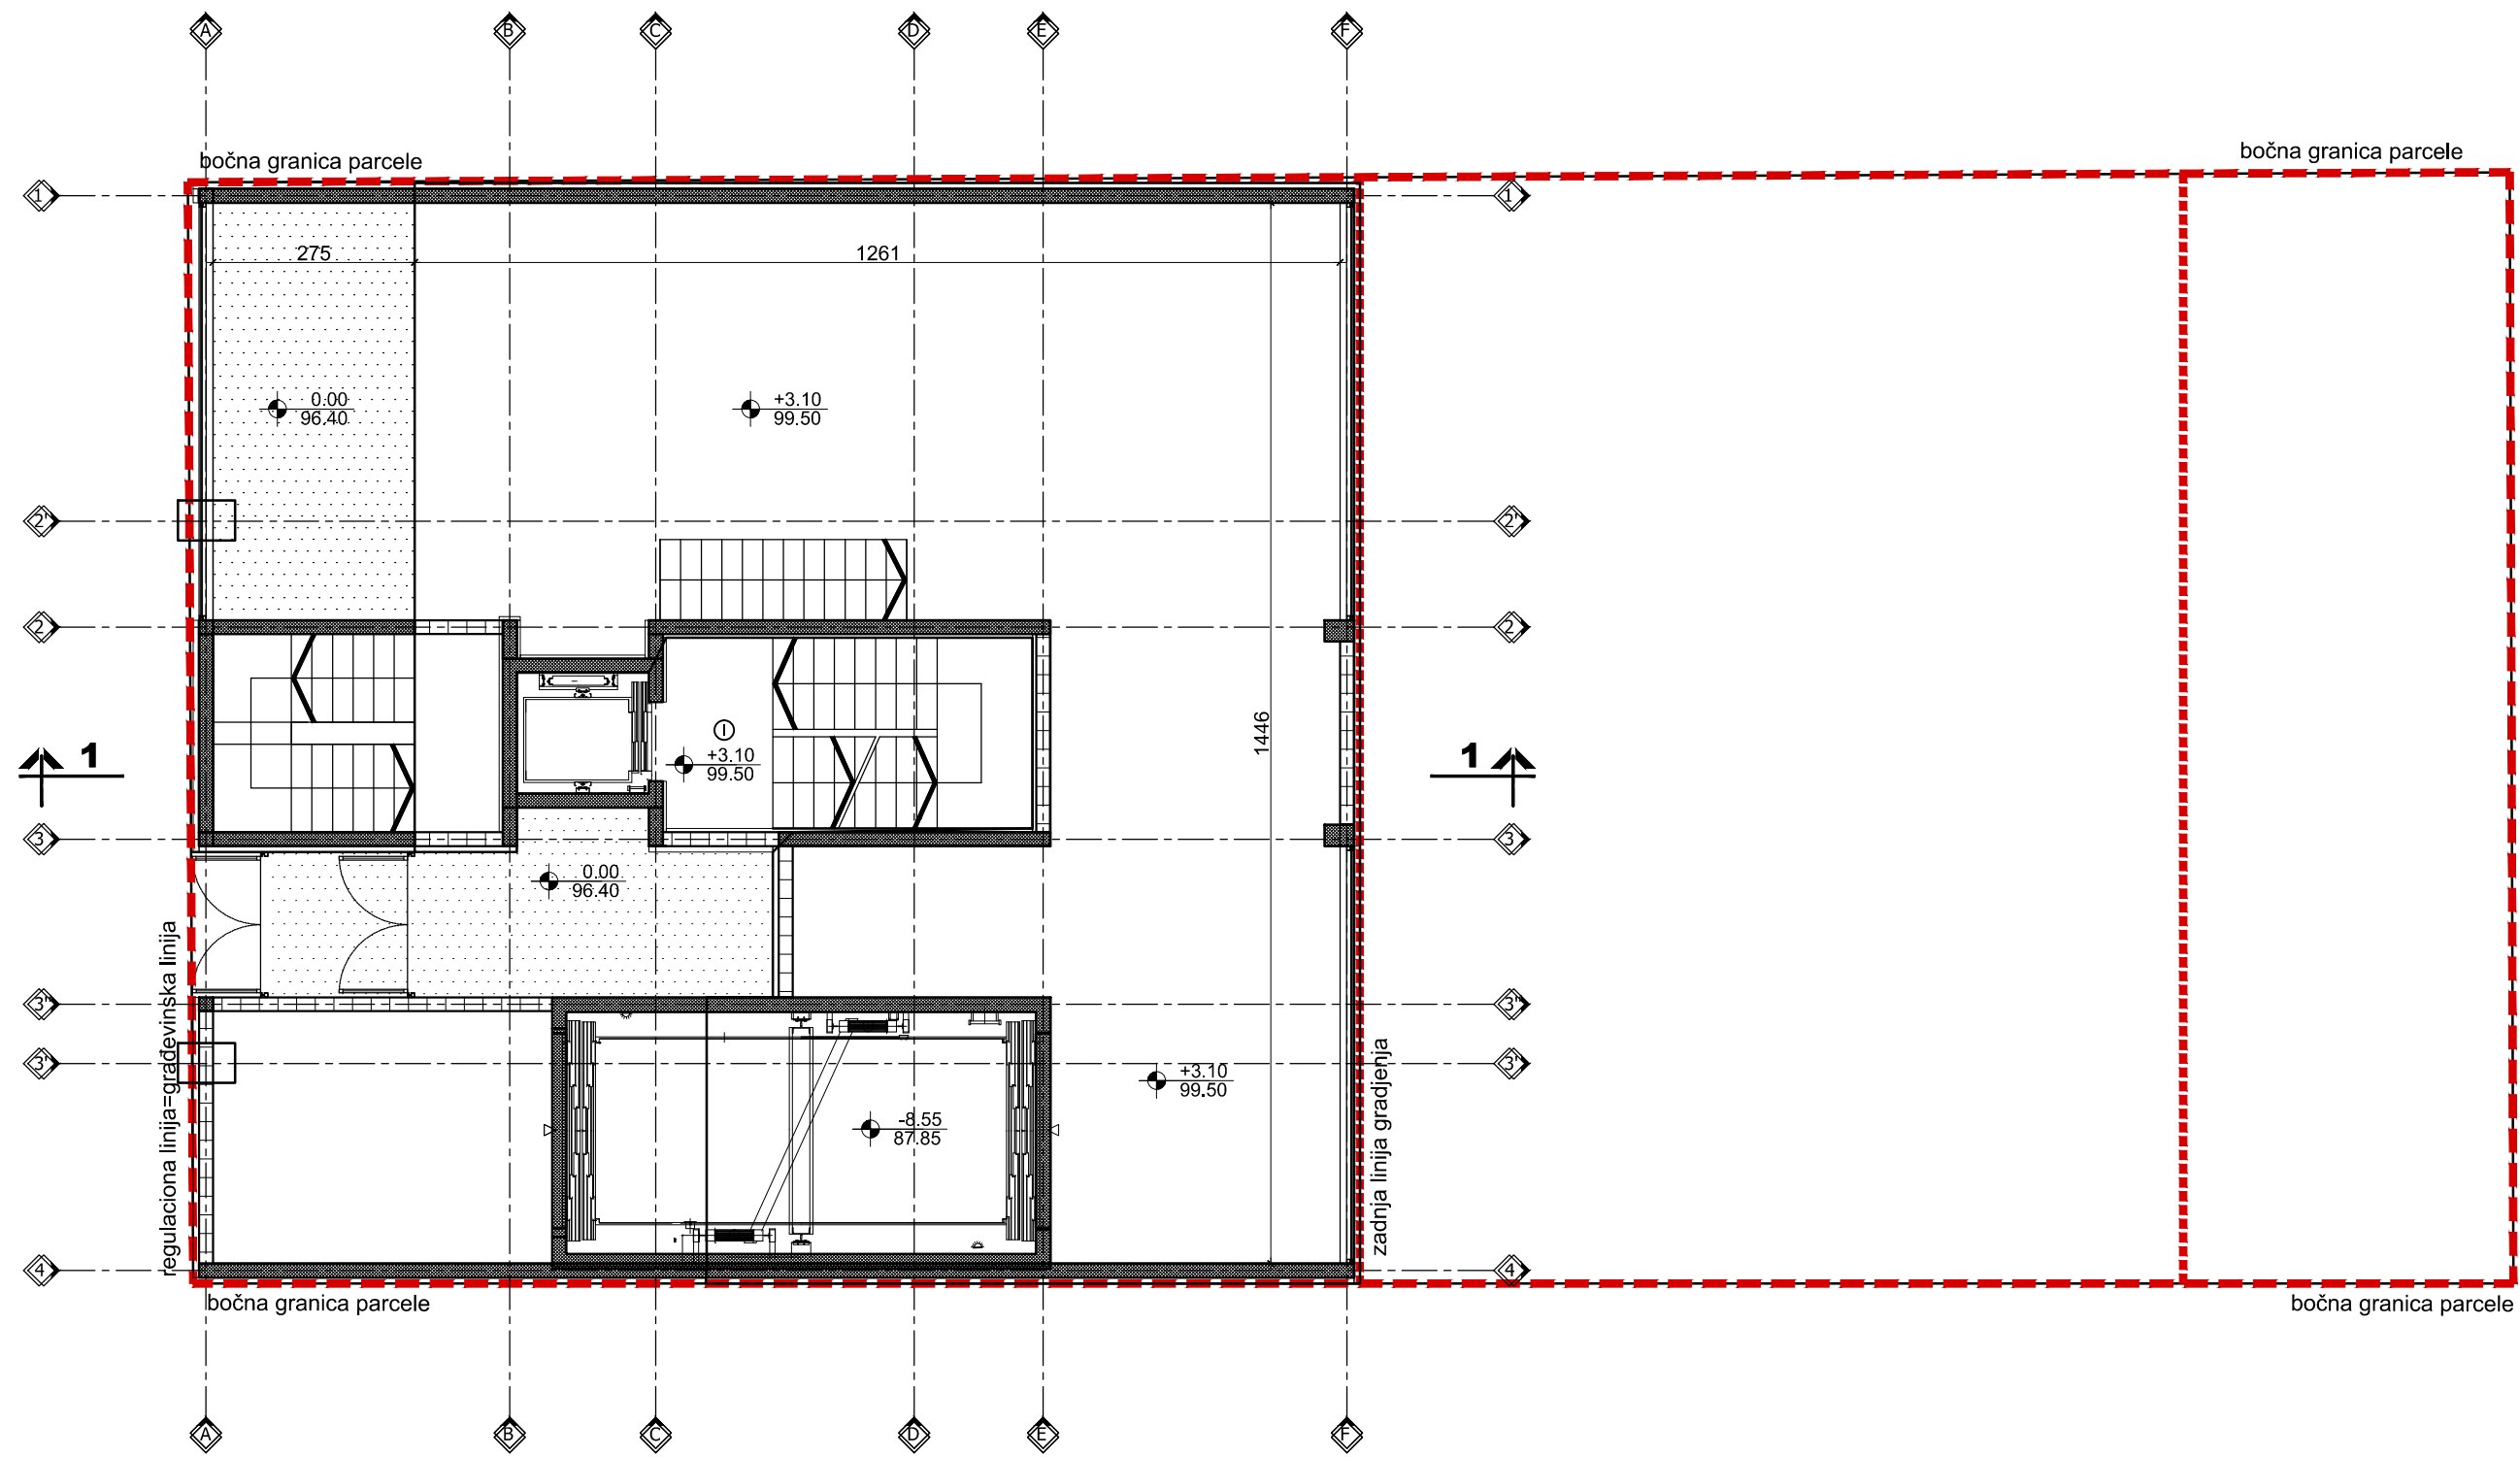 A
B
C
D
E
F
bočna granica parcele
bočna granica parcele
1
1
275
1261
0.00
96.40
+3.10
99.50
2'
2'
2
2
1446
1
1
I
+3.10
99.50
3
3
0.00
96.40
regulaciona linija=građevinska linija
zadnja linija gradjenja
3'
3'
3"
3"
+3.10
99.50
-8.55
87.85
4
4
bočna granica parcele
bočna granica parcele
A
B
C
D
E
F